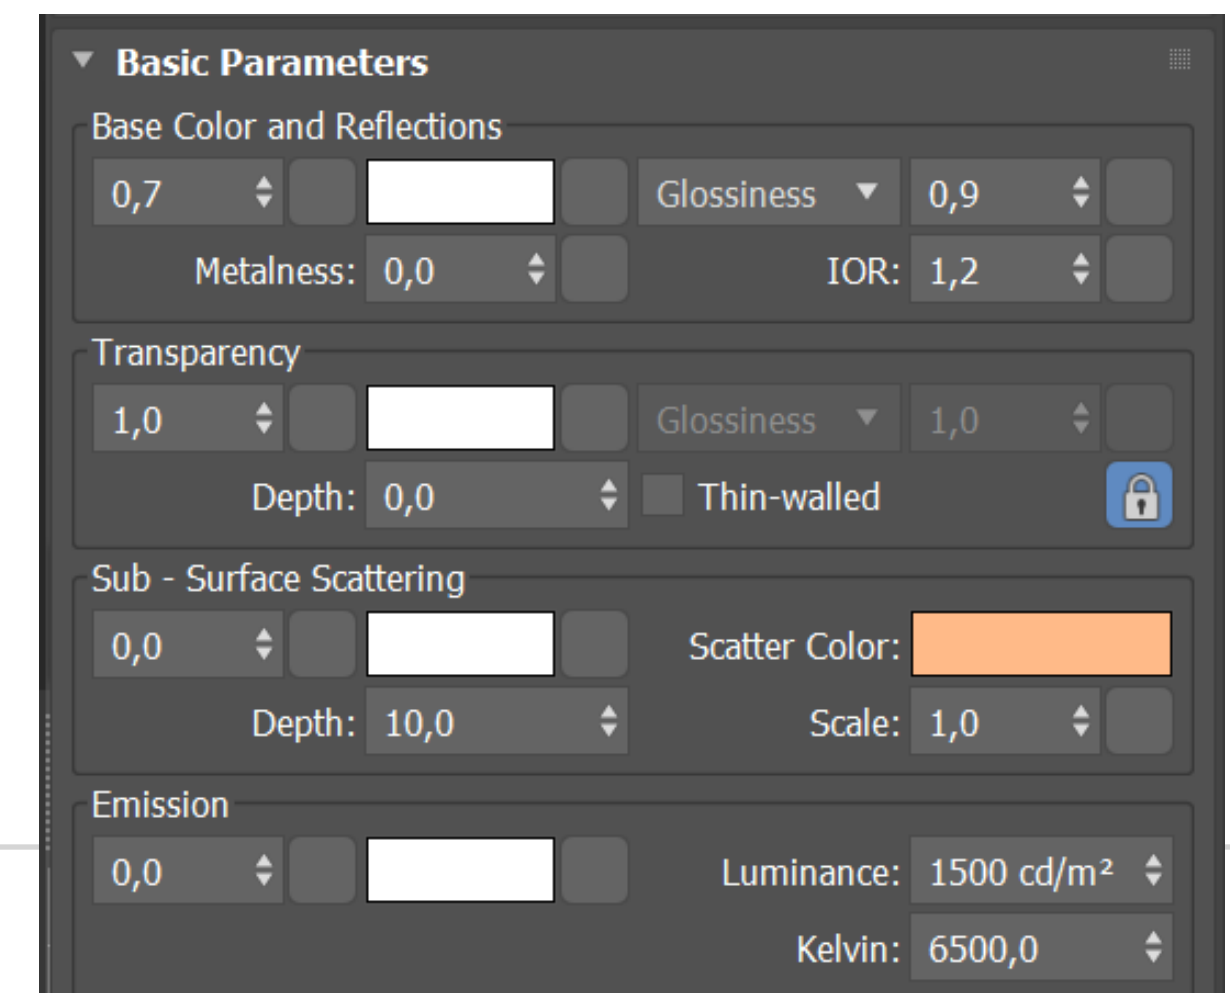 Basic Parameters
Base Color and Reflections
0,7 Glossiness 0,9
Metalness: 0,0 IOR: 1,2
Transparency
1,0 Glossiness 1,0
Depth: 0,0 Thin-walled
Sub - Surface Scattering
0,0 Scatter Color:
Depth: 10,0 Scale: 1,0
Emission
0,0 Luminance: 1500 cd/m²
Kelvin: 6500,0